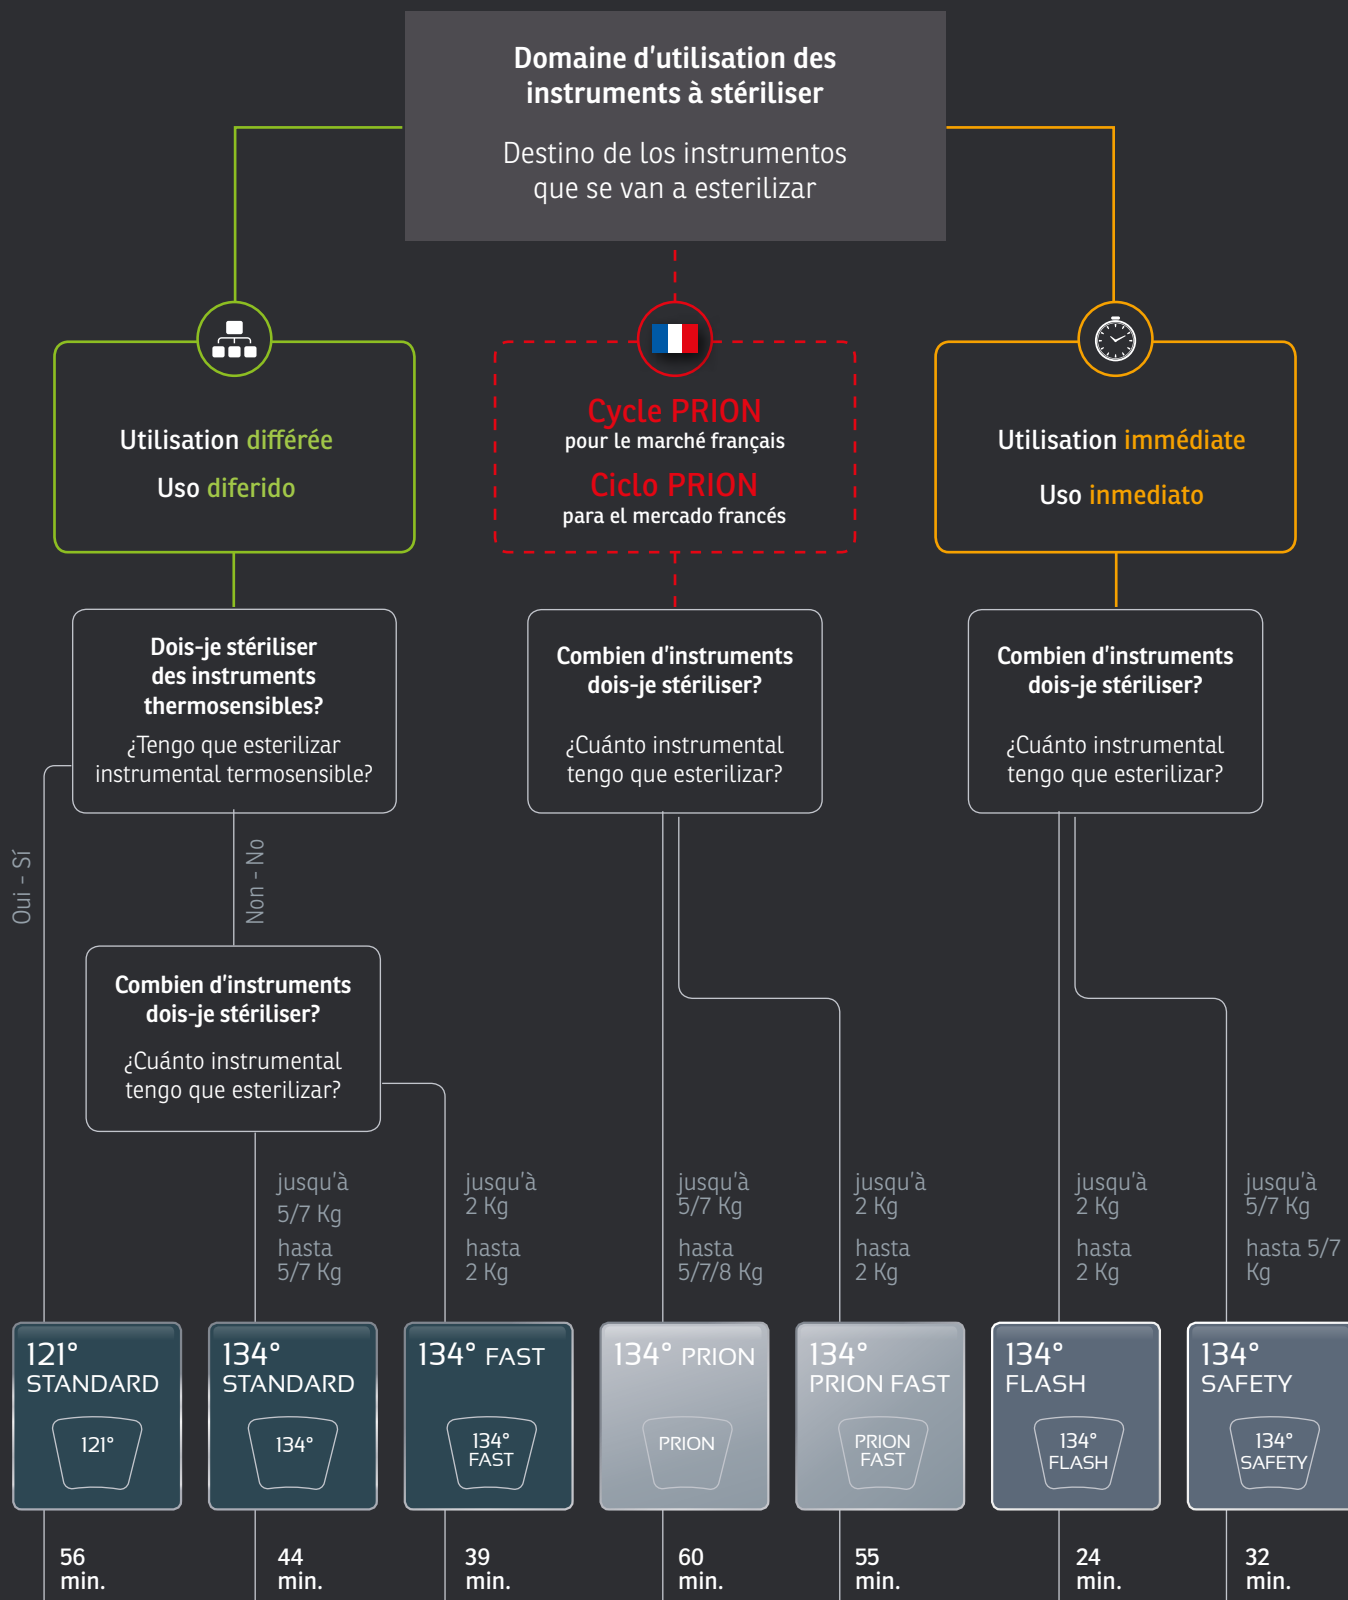 Domaine d'utilisation des
instruments à stériliser
Destino de los instrumentos
que se van a esterilizar
Utilisation différée
Uso diferido
Cycle PRION
pour le marché français
Ciclo PRION
para el mercado francés
Utilisation immédiate
Uso inmediato
Dois-je stériliser
des instruments
thermosensibles?
¿Tengo que esterilizar
instrumental termosensible?
Combien d'instruments
dois-je stériliser?
¿Cuánto instrumental
tengo que esterilizar?
Combien d'instruments
dois-je stériliser?
¿Cuánto instrumental
tengo que esterilizar?
Oui - Sí
Non - No
Combien d'instruments
dois-je stériliser?
¿Cuánto instrumental
tengo que esterilizar?
jusqu'à
5/7 Kg
hasta
5/7 Kg
jusqu'à
2 Kg
hasta
2 Kg
jusqu'à
5/7 Kg
hasta
5/7/8 Kg
jusqu'à
2 Kg
hasta
2 Kg
jusqu'à
2 Kg
hasta
2 Kg
jusqu'à
5/7 Kg
hasta 5/7
Kg
121°
STANDARD
121°
134°
STANDARD
134°
134° FAST
134°
FAST
134° PRION
PRION
134°
PRION FAST
PRION
FAST
134°
FLASH
134°
FLASH
134°
SAFETY
134°
SAFETY
56
min.
44
min.
39
min.
60
min.
55
min.
24
min.
32
min.